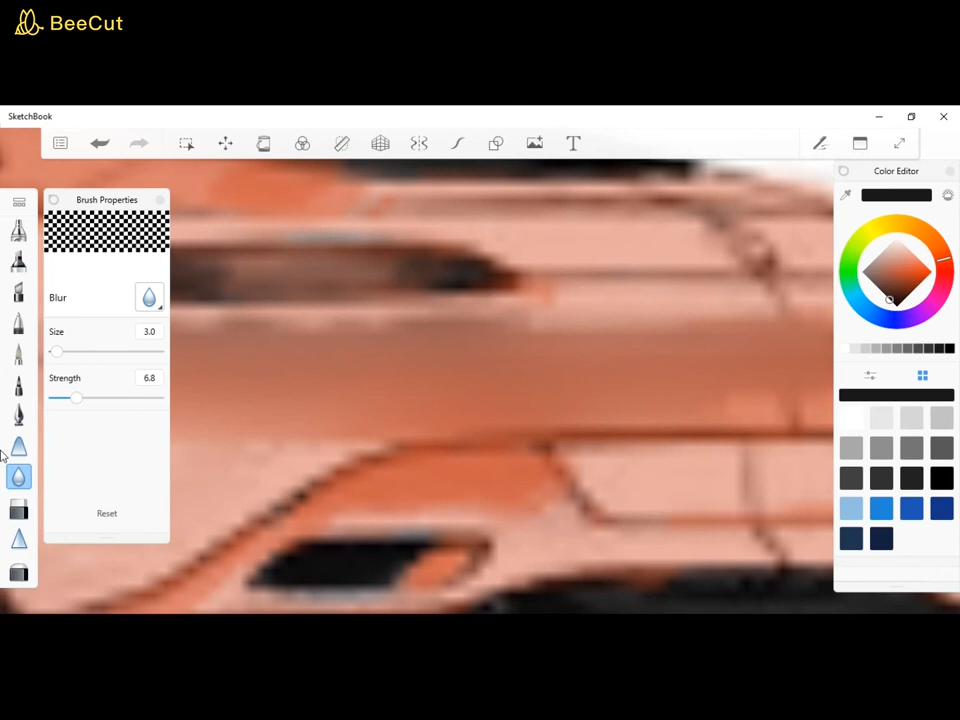 BeeCut
SketchBook
T
Brush Properties
Color Editor
Blur
Size 3.0
Strength 6.8
Reset